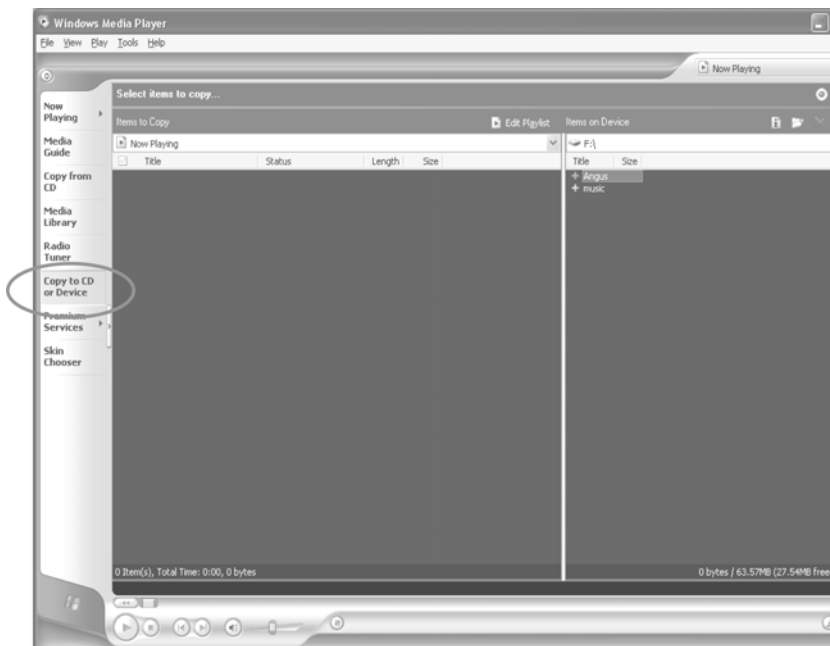 Windows Media Player
File View Play Tools Help
Now Playing
Select items to copy...
Now
Playing
Media
Guide
Copy from
CD
Media
Library
Radio
Tuner
Copy to CD
or Device
Premium
Services
Skin
Chooser
Items to Copy
Edit Playlist
Items on Device
Now Playing
F:\
Title Status Length Size
Title Size
Angus
music
0 Item(s), Total Time: 0:00, 0 bytes
0 bytes / 63.57MB (27.54MB free